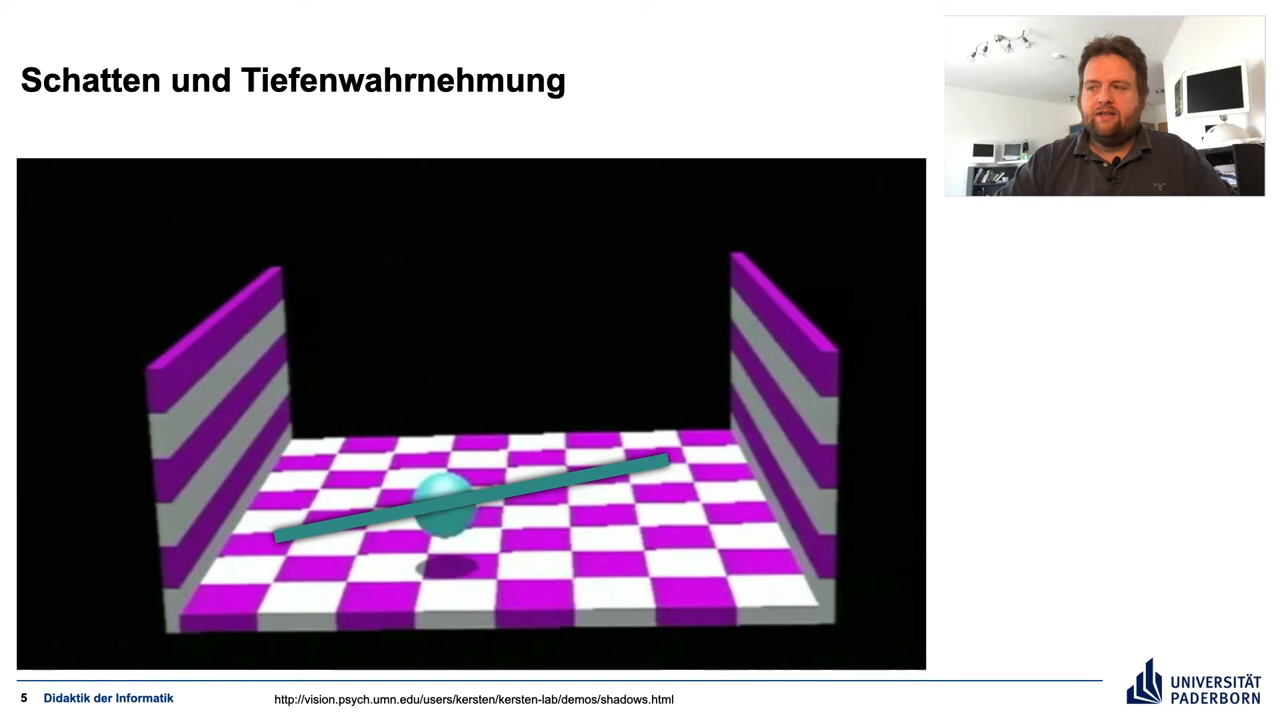 Schatten und Tiefenwahrnehmung
5 Didaktik der Informatik http://vision.psych.umn.edu/users/kersten/kersten-lab/demos/shadows.html
UNIVERSITÄT
PADERBORN